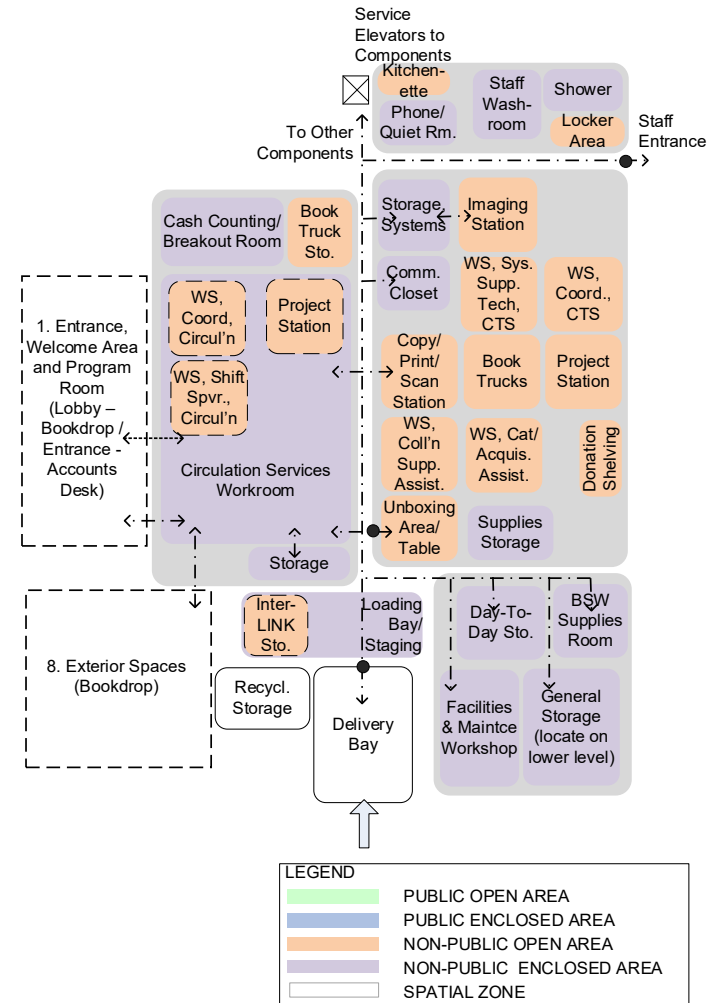 Service
Elevators to
Components
Kitchen-
ette
Phone/
Quiet Rm.
Staff
Wash-
room
Shower
Locker
Area
Staff
Entrance
To Other
Components
Cash Counting/
Breakout Room
Book
Truck
Sto.
Storage,
Systems
Imaging
Station
Comm.
Closet
WS, Sys.
Supp.
Tech,
CTS
WS,
Coord.,
CTS
WS,
Coord,
Circul’n
Project
Station
1. Entrance,
Welcome Area
and Program
Room
(Lobby –
Bookdrop /
Entrance -
Accounts
Desk)
WS, Shift
Spvr.,
Circul’n
Copy/
Print/
Scan
Station
Book
Trucks
Project
Station
Circulation Services
Workroom
WS,
Coll’n
Supp.
Assist.
WS, Cat/
Acquis.
Assist.
Donation
Shelving
Unboxing
Area/
Table
Supplies
Storage
Storage
Inter-
LINK
Sto.
Loading
Bay/
Staging
Day-To-
Day Sto.
BSW
Supplies
Room
8. Exterior Spaces
(Bookdrop)
Recycl.
Storage
Delivery
Bay
Facilities
& Maintce
Workshop
General
Storage
(locate on
lower level)
LEGEND
PUBLIC OPEN AREA
PUBLIC ENCLOSED AREA
NON-PUBLIC OPEN AREA
NON-PUBLIC ENCLOSED AREA
SPATIAL ZONE